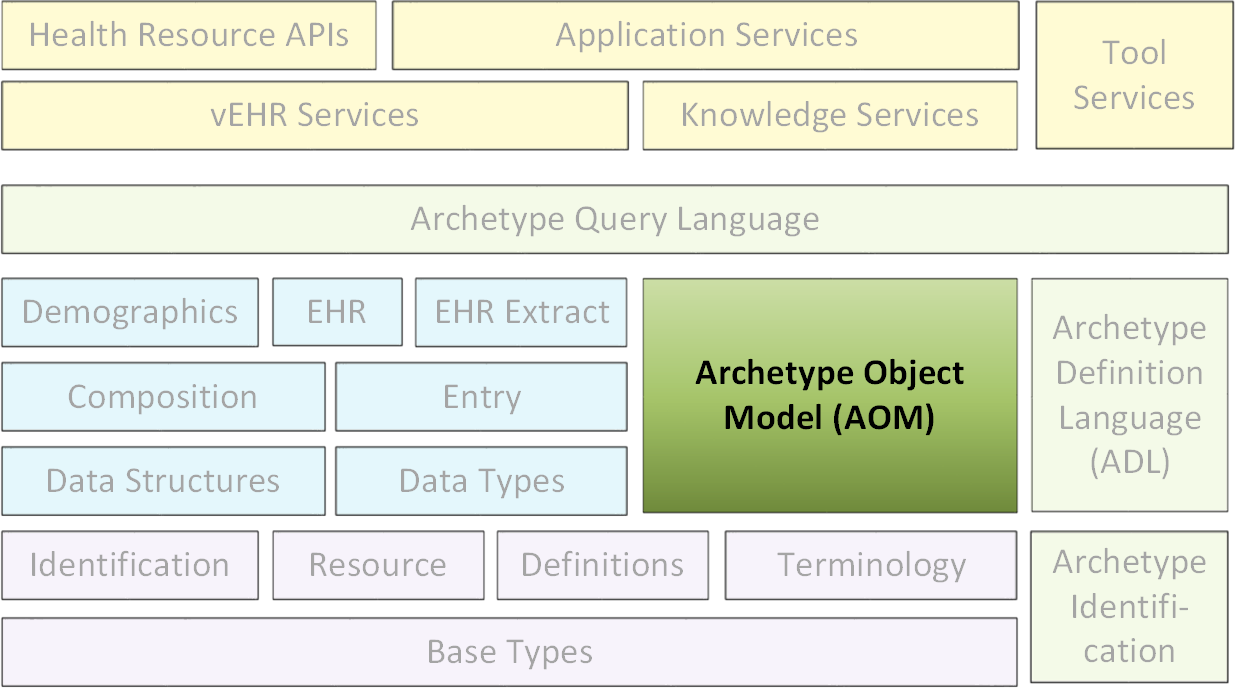 Health Resource APIs
Application Services
Tool
Services
vEHR Services
Knowledge Services
Archetype Query Language
Demographics
EHR
EHR Extract
Archetype Object
Model (AOM)
Archetype
Definition
Language
(ADL)
Composition
Entry
Data Structures
Data Types
Identification
Resource
Definitions
Terminology
Archetype
Identifi-
cation
Base Types